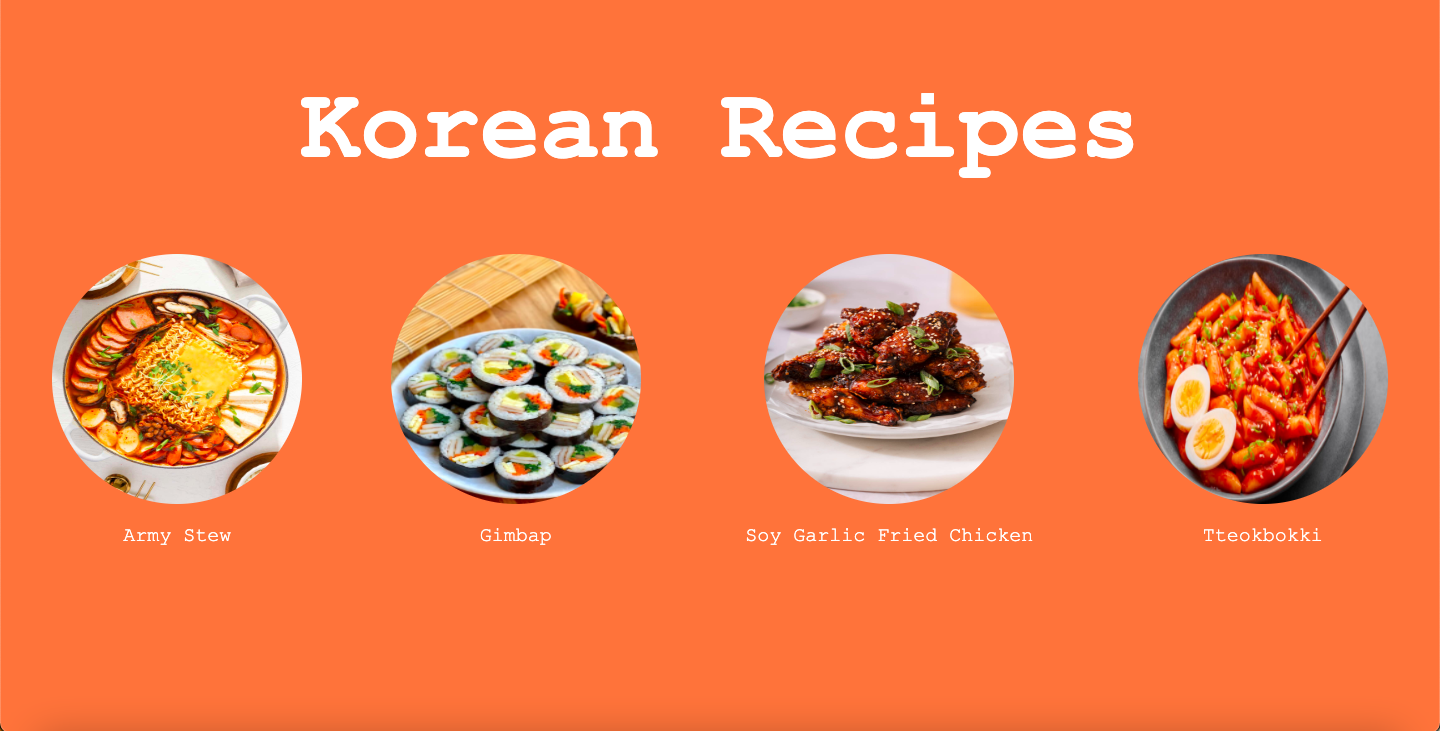 Korean Recipes
Army Stew
Gimbap
Soy Garlic Fried Chicken
Tteokbokki